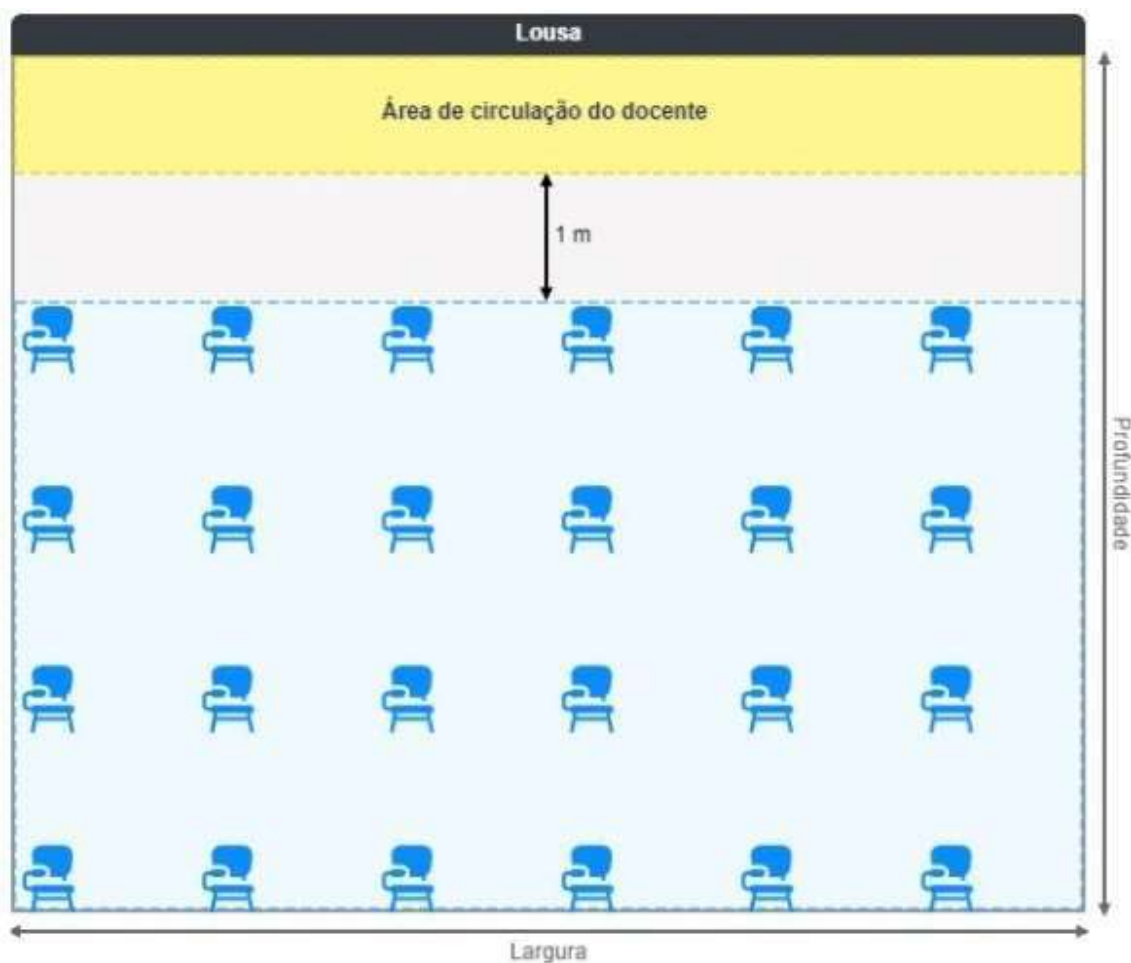 Lousa
Área de circulação do docente
1 m
Profundidade
Largura